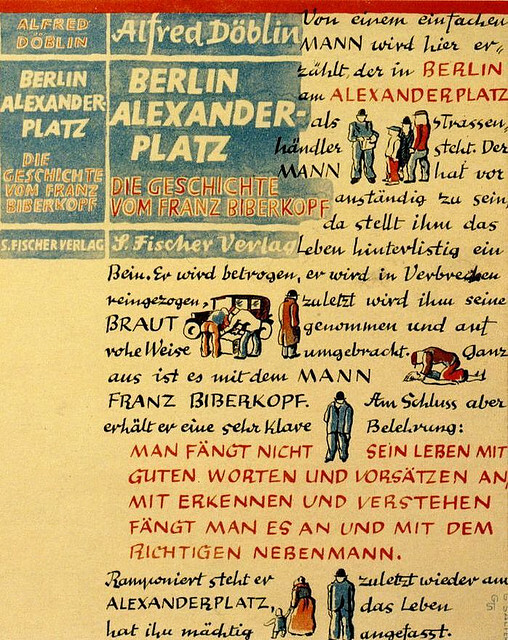 ALFRED
DÖBLIN
BERLIN
ALEXANDER
PLATZ
DIE
GESCHICHTE
VOM FRANZ
BIBERKOPF
S. FISCHER VERLAG
Alfred Döblin
BERLIN
ALEXANDER-
PLATZ
DIE GESCHICHTE
VOM FRANZ BIBERKOPF
S. Fischer Verlag
Von einem einfachen
MANN wird hier er-
zählt, der in BERLIN
am ALEXANDERPLATZ
als strassen,
händler steht. Der
MANN hat vor
anständig zu sein,
da stellt ihm das
Leben hinterlistig ein
Bein. Er wird betrogen, er wird in Verbrechen
reingezogen, zuletzt wird ihm seine
BRAUT genommen und auf
rohe Weise umgebracht. Ganz
aus ist es mit dem MANN
FRANZ BIBERKOPF. Am Schluss aber
erhält er eine sehr klare Belehrung:
MAN FÄNGT NICHT SEIN LEBEN MIT
GUTEN WORTEN UND VORSÄTZEN AN,
MIT ERKENNEN UND VERSTEHEN
FÄNGT MAN ES AN UND MIT DEM
RICHTIGEN NEBENMANN.
Ramponiert steht er zuletzt wieder am
ALEXANDERPLATZ, das Leben
hat ihn mächtig angefasst.